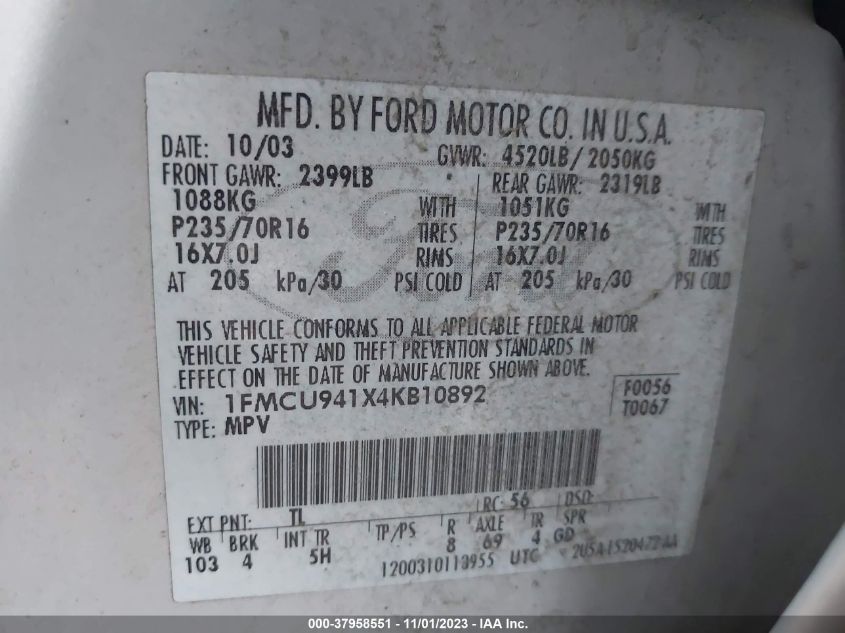 MFD. BY FORD MOTOR CO. IN U.S.A.
DATE: 10/03 GVWR: 4520LB/ 2050KG
FRONT GAWR: 2399LB REAR GAWR: 2319LB
1088KG WITH 1051KG WITH
P235/70R16 TIRES P235/70R16 TIRES
16X7.0J RIMS 16X7.0J RIMS
AT 205 kPa/30 PSI COLD AT 205 kPa/30 PSI COLD
Ford
THIS VEHICLE CONFORMS TO ALL APPLICABLE FEDERAL MOTOR
VEHICLE SAFETY AND THEFT PREVENTION STANDARDS IN
EFFECT ON THE DATE OF MANUFACTURE SHOWN ABOVE.
VIN: 1FMCU941X4KB10892 F0056
TYPE: MPV T0067
EXT PNT: TL RC: 56 DSO:
WB BRK INT TR TP/PS R AXLE TR SPR
103 4 5H 8 69 4 GD
1200310113955 UTC
000-37958551 - 11/01/2023 - IAA Inc.